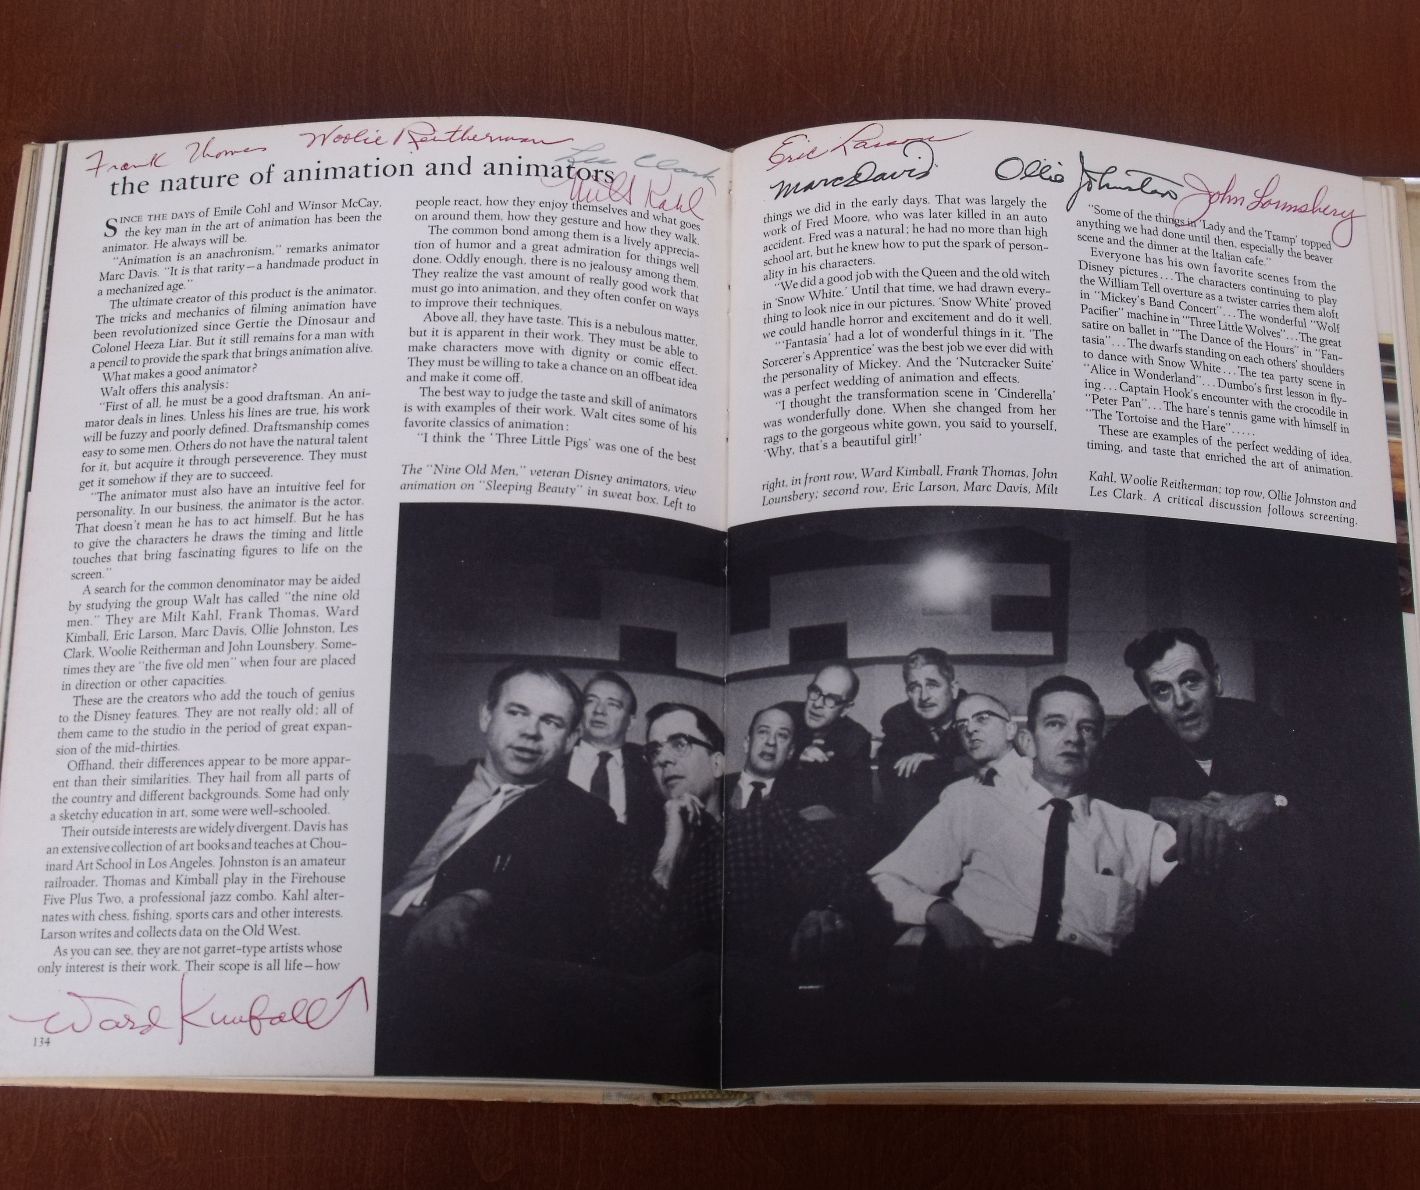 Frank Thomas
Woolie Reitherman
Les Clark
Milt Kahl
the nature of animation and animators
SINCE THE DAYS of Emile Cohl and Winsor McCay,
the key man in the art of animation has been the
animator. He always will be.
"Animation is an anachronism," remarks animator
Marc Davis. "It is that rarity—a handmade product in
a mechanized age."
The ultimate creator of this product is the animator.
The tricks and mechanics of filming animation have
been revolutionized since Gertie the Dinosaur and
Colonel Heeza Liar. But it still remains for a man with
a pencil to provide the spark that brings animation alive.
What makes a good animator?
Walt offers this analysis:
"First of all, he must be a good draftsman. An ani-
mator deals in lines. Unless his lines are true, his work
will be fuzzy and poorly defined. Draftsmanship comes
easy to some men. Others do not have the natural talent
for it, but acquire it through perseverence. They must
get it somehow if they are to succeed.
"The animator must also have an intuitive feel for
personality. In our business, the animator is the actor.
That doesn't mean he has to act himself. But he has
to give the characters he draws the timing and little
touches that bring fascinating figures to life on the
screen."
A search for the common denominator may be aided
by studying the group Walt has called "the nine old
men." They are Milt Kahl, Frank Thomas, Ward
Kimball, Eric Larson, Marc Davis, Ollie Johnston, Les
Clark, Woolie Reitherman and John Lounsbery. Some-
times they are "the five old men" when four are placed
in direction or other capacities.
These are the creators who add the touch of genius
to the Disney features. They are not really old; all of
them came to the studio in the period of great expan-
sion of the mid-thirties.
Offhand, their differences appear to be more appar-
ent than their similarities. They hail from all parts of
the country and different backgrounds. Some had only
a sketchy education in art, some were well-schooled.
Their outside interests are widely divergent. Davis has
an extensive collection of art books and teaches at Chou-
inard Art School in Los Angeles. Johnston is an amateur
railroader. Thomas and Kimball play in the Firehouse
Five Plus Two, a professional jazz combo. Kahl alter-
nates with chess, fishing, sports cars and other interests.
Larson writes and collects data on the Old West.
As you can see, they are not garret-type artists whose
only interest is their work. Their scope is all life—how
Ward Kimball
134
people react, how they enjoy themselves and what goes
on around them, how they gesture and how they walk.
The common bond among them is a lively apprecia-
tion of humor and a great admiration for things well
done. Oddly enough, there is no jealousy among them.
They realize the vast amount of really good work that
must go into animation, and they often confer on ways
to improve their techniques.
Above all, they have taste. This is a nebulous matter,
but it is apparent in their work. They must be able to
make characters move with dignity or comic effect.
They must be willing to take a chance on an offbeat idea
and make it come off.
The best way to judge the taste and skill of animators
is with examples of their work. Walt cites some of his
favorite classics of animation:
"I think the 'Three Little Pigs' was one of the best
The "Nine Old Men," veteran Disney animators, view
animation on "Sleeping Beauty" in sweat box. Left to
Eric Larson
Marc Davis
Ollie Johnston
John Lounsbery
things we did in the early days. That was largely the
work of Fred Moore, who was later killed in an auto
accident. Fred was a natural; he had no more than high
school art, but he knew how to put the spark of person-
ality in his characters.
"We did a good job with the Queen and the old witch
in 'Snow White.' Until that time, we had drawn every-
thing to look nice in our pictures. 'Snow White' proved
we could handle horror and excitement and do it well.
"'Fantasia' had a lot of wonderful things in it. 'The
Sorcerer's Apprentice' was the best job we ever did with
the personality of Mickey. And the 'Nutcracker Suite'
was a perfect wedding of animation and effects.
"I thought the transformation scene in 'Cinderella'
was wonderfully done. When she changed from her
rags to the gorgeous white gown, you said to yourself,
'Why, that's a beautiful girl!'
right, in front row, Ward Kimball, Frank Thomas, John
Lounsbery; second row, Eric Larson, Marc Davis, Milt
"Some of the things in 'Lady and the Tramp' topped
anything we had done until then, especially the beaver
scene and the dinner at the Italian cafe."
Everyone has his own favorite scenes from the
Disney pictures . . . The characters continuing to play
the William Tell overture as a twister carries them aloft
in "Mickey's Band Concert" . . . The wonderful "Wolf
Pacifier" machine in "Three Little Wolves" . . . The great
satire on ballet in "The Dance of the Hours" in "Fan-
tasia" . . . The dwarfs standing on each others' shoulders
to dance with Snow White . . . The tea party scene in
"Alice in Wonderland" . . . Dumbo's first lesson in fly-
ing . . . Captain Hook's encounter with the crocodile in
"Peter Pan" . . . The hare's tennis game with himself in
"The Tortoise and the Hare" . . . . .
These are examples of the perfect wedding of idea,
timing, and taste that enriched the art of animation.
Kahl, Woolie Reitherman; top row, Ollie Johnston and
Les Clark. A critical discussion follows screening.